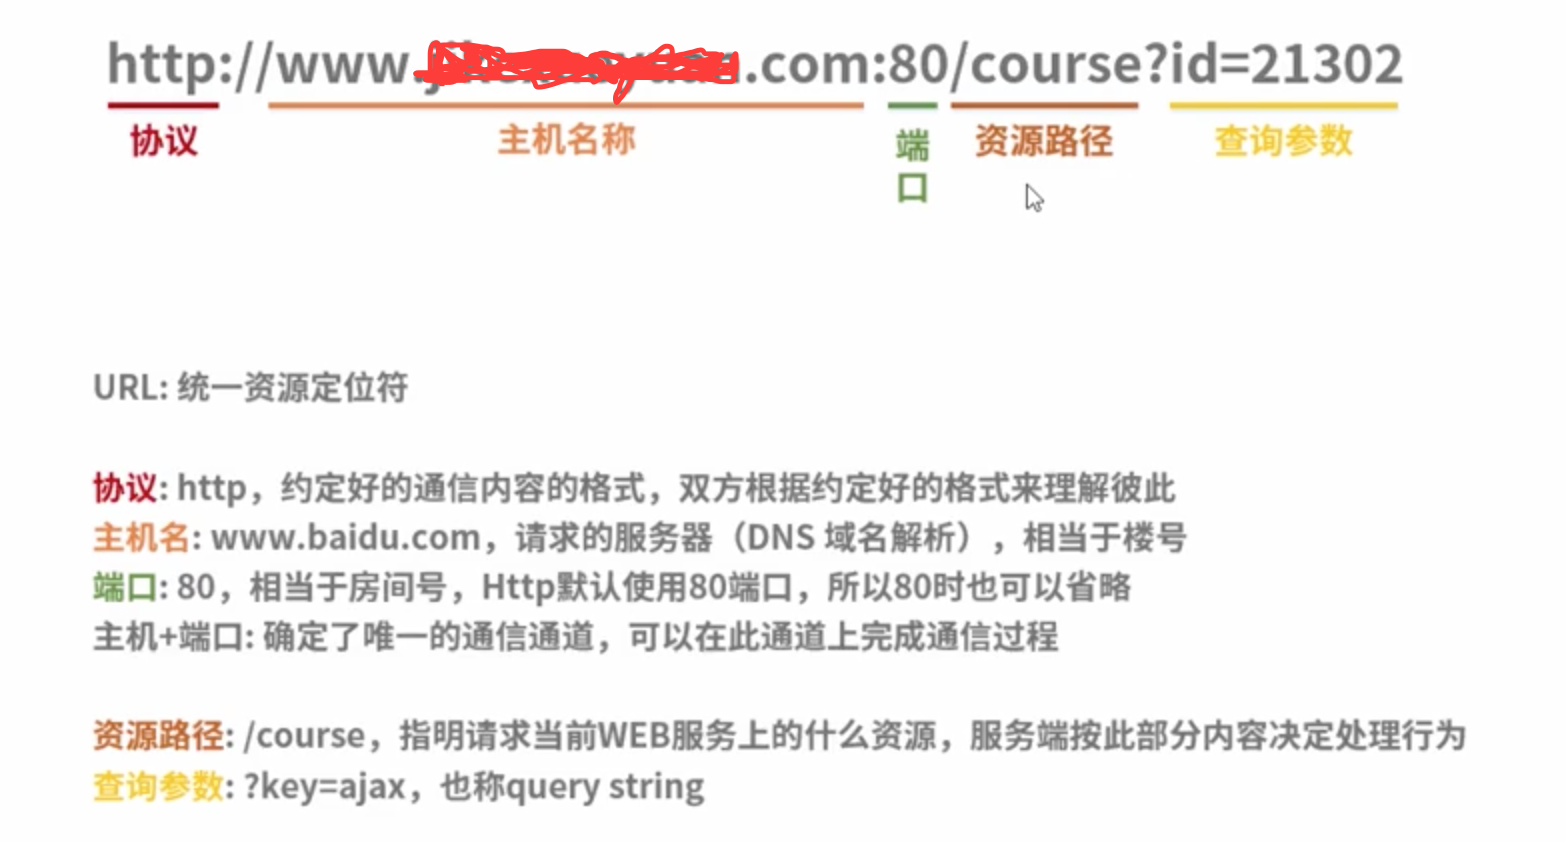 http://www. .com:80/course?id=21302
协议 主机名称 端口 资源路径 查询参数
URL: 统一资源定位符
协议: http，约定好的通信内容的格式，双方根据约定好的格式来理解彼此
主机名: www.baidu.com，请求的服务器（DNS 域名解析），相当于楼号
端口: 80，相当于房间号，Http默认使用80端口，所以80时也可以省略
主机+端口: 确定了唯一的通信通道，可以在此通道上完成通信过程
资源路径: /course，指明请求当前WEB服务上的什么资源，服务端按此部分内容决定处理行为
查询参数: ?key=ajax，也称query string